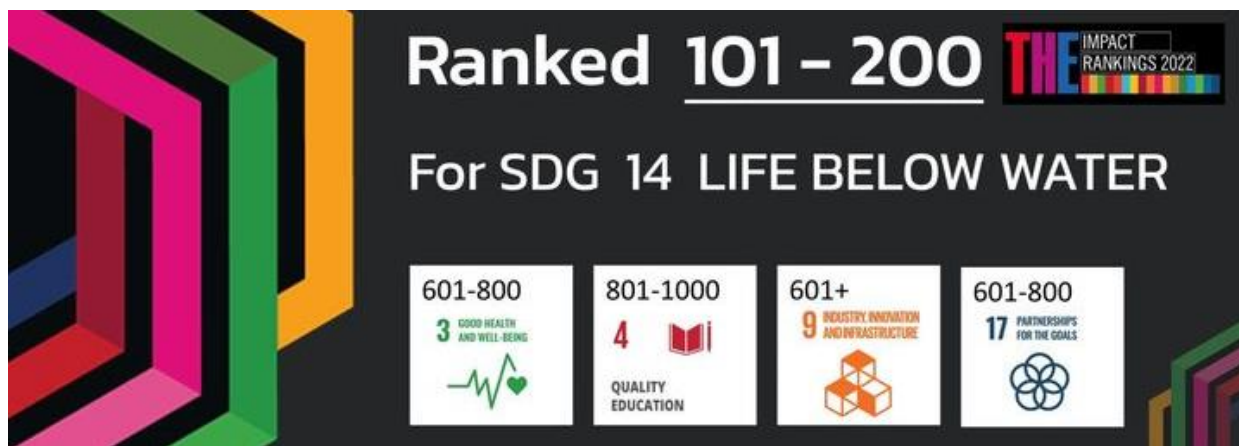 Ranked 101 – 200
THE IMPACT
RANKINGS 2022
For SDG 14 LIFE BELOW WATER
601-800
3 GOOD HEALTH
AND WELL-BEING
801-1000
4
QUALITY
EDUCATION
601+
9 INDUSTRY, INNOVATION
AND INFRASTRUCTURE
601-800
17 PARTNERSHIPS
FOR THE GOALS